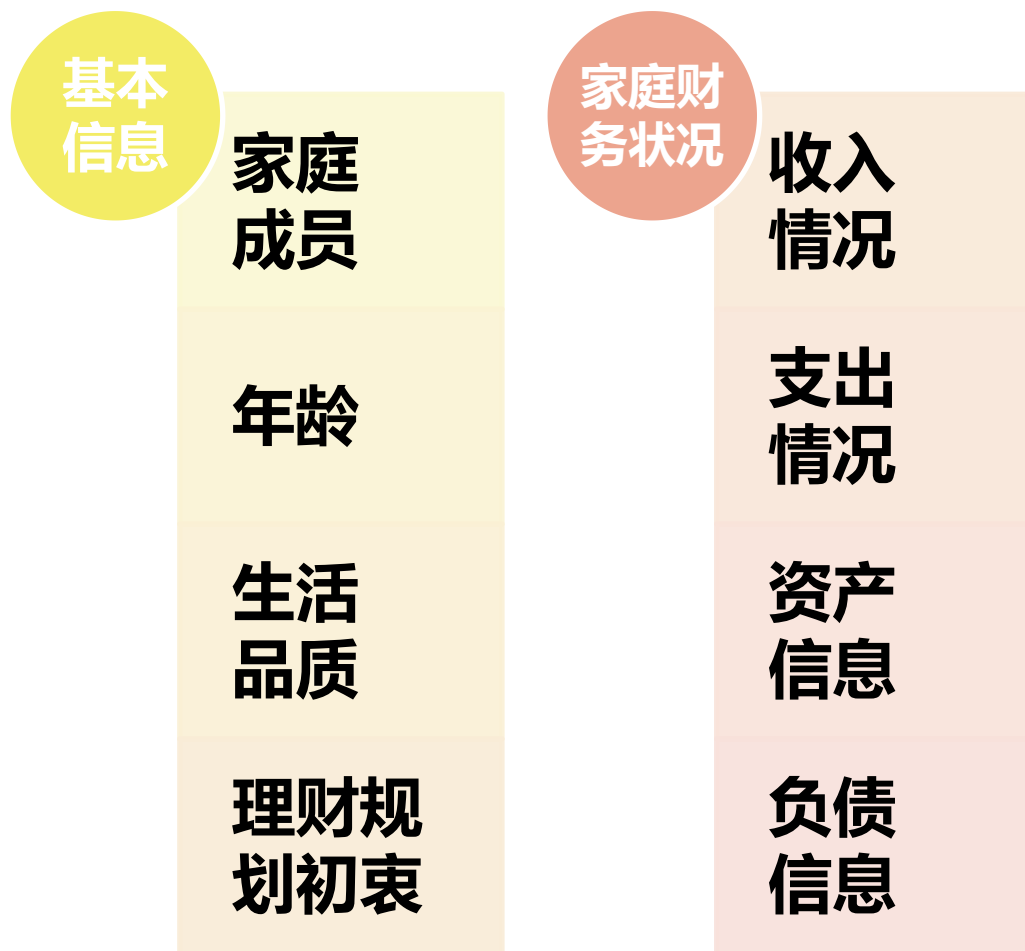 基本
信息
家庭
成员
年龄
生活
品质
理财规
划初衷
家庭财
务状况
收入
情况
支出
情况
资产
信息
负债
信息